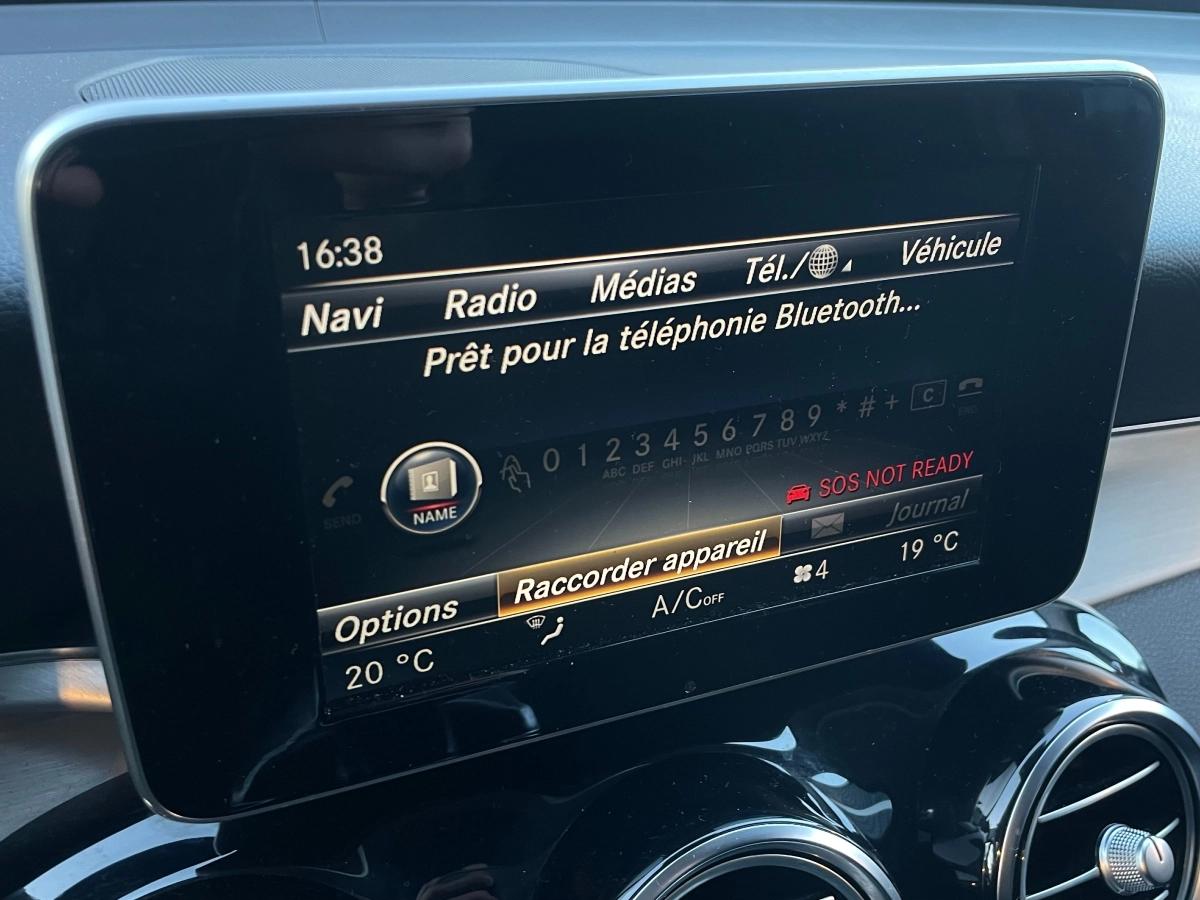 16:38
Navi Radio Médias Tél./ Véhicule
Prêt pour la téléphonie Bluetooth...
0 1 2 3 4 5 6 7 8 9 * # + C
SEND ABC DEF GHI JKL MNO PQRS TUV WXYZ END
NAME
SOS NOT READY
Options Raccorder appareil Journal
20 °C A/C OFF 4 19 °C